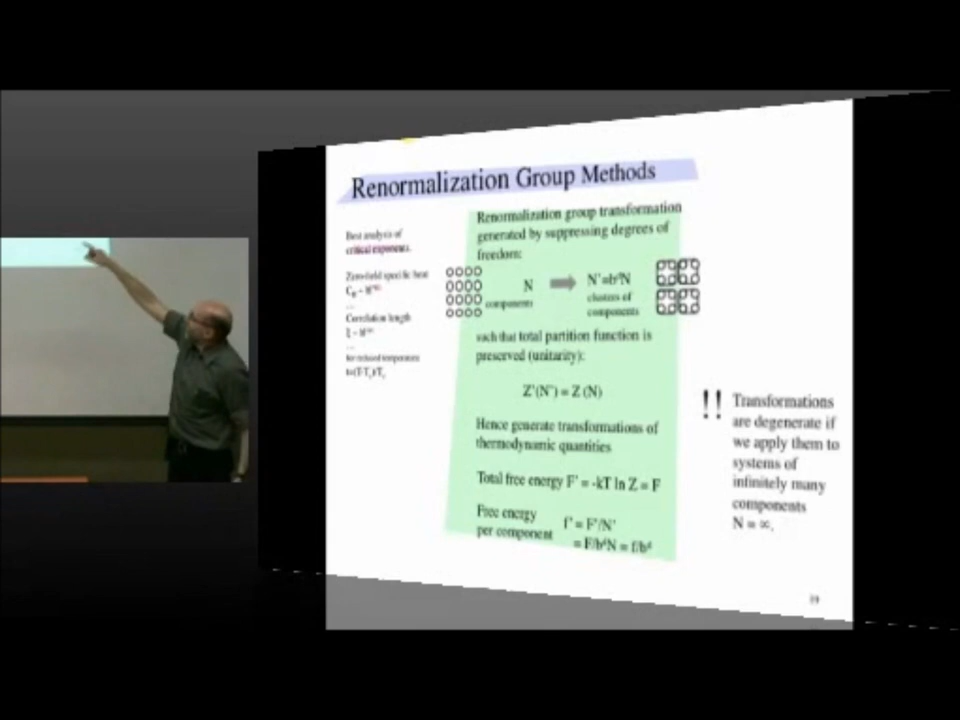 Renormalization Group Methods
Best analysis of
critical exponents.
Zero-field specific heat
Correlation length
for reduced temperature
Renormalization group transformation
generated by suppressing degrees of
freedom:
N
components
clusters of
components
such that total partition function is
preserved (unitarity):
Z'(N') = Z (N)
Hence generate transformations of
thermodynamic quantities
Total free energy F' = -kT ln Z = F
Free energy
per component
f' = F'/N'
= F/bᵈN = f/bᵈ
!! Transformations
are degenerate if
we apply them to
systems of
infinitely many
components
N = ∞.